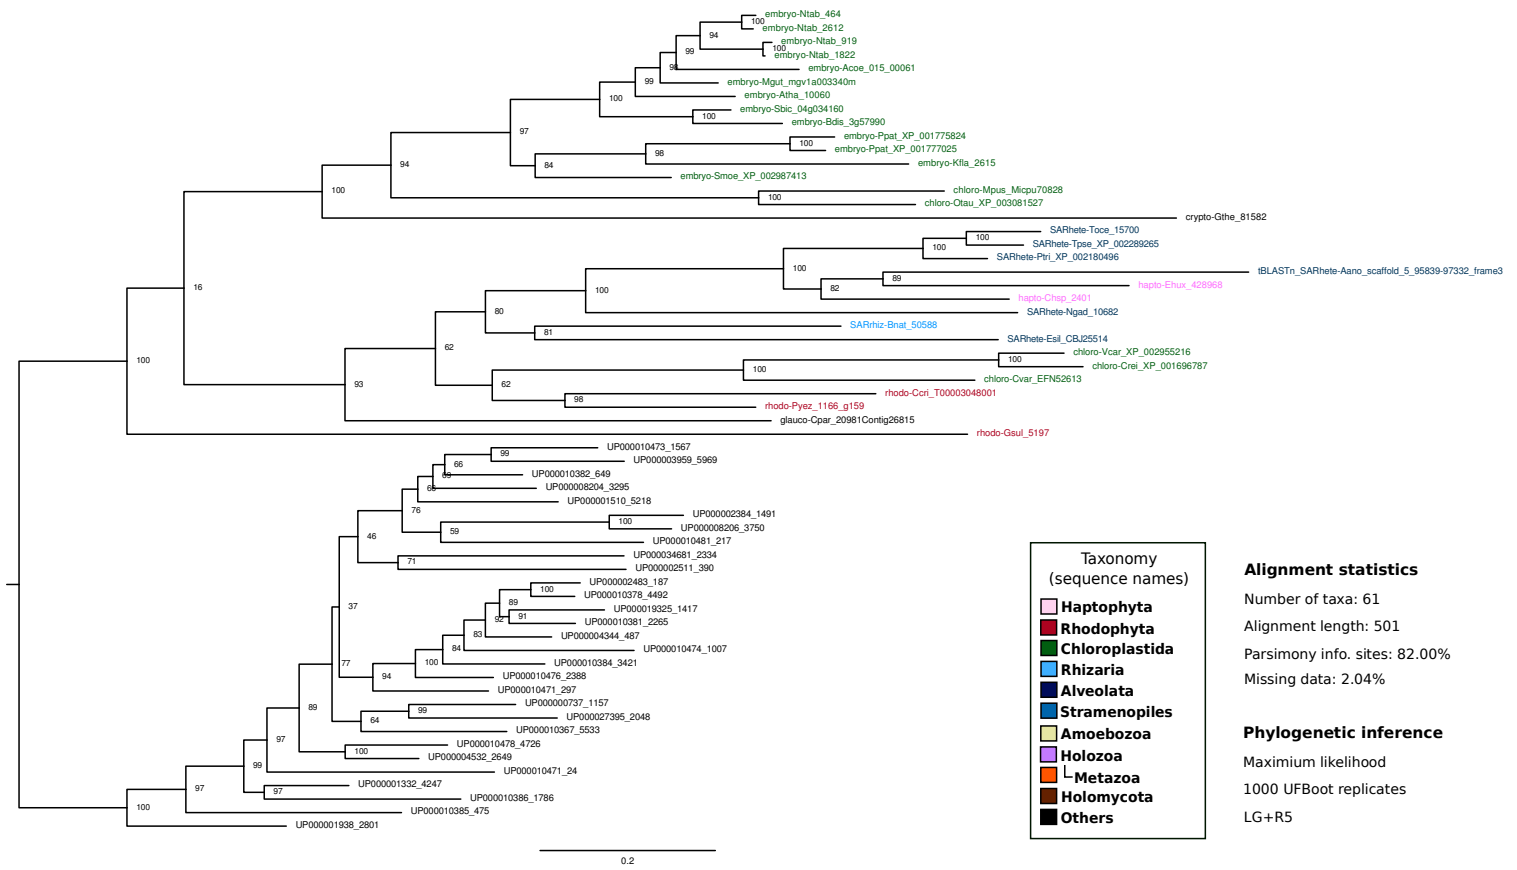 embryo-Ntab_464
100
embryo-Ntab_2612
94
embryo-Ntab_919
100
99
embryo-Ntab_1822
98
embryo-Acoe_015_00061
99
embryo-Mgut_mgv1a003340m
embryo-Atha_10060
100
embryo-Sbic_04g034160
100
embryo-Bdis_3g57990
97
embryo-Ppat_XP_001775824
100
embryo-Ppat_XP_001777025
98
embryo-Kfla_2615
94
84
embryo-Smoe_XP_002987413
100
chloro-Mpus_Micpu70828
100
chloro-Otau_XP_003081527
crypto-Gthe_81582
SARhete-Toce_15700
100
SARhete-Tpse_XP_002289265
100
SARhete-Ptri_XP_002180496
100
tBLASTn_SARhete-Aano_scaffold_5_95839-97332_frame3
89
hapto-Ehux_428968
16
100
82
hapto-Chsp_2401
80
SARhete-Ngad_10682
SARrhiz-Bnat_50588
81
SARhete-Esil_CBJ25514
62
chloro-Vcar_XP_002955216
100
100
chloro-Crei_XP_001696787
100
chloro-Cvar_EFN52613
93
62
rhodo-Ccri_T00003048001
98
rhodo-Pyez_1166_g159
glauco-Cpar_20981Contig26815
rhodo-Gsul_5197
UP000010473_1567
99
UP000003959_5969
66
69
UP000010382_649
UP000008204_3295
UP000001510_5218
76
UP000002384_1491
100
UP000008206_3750
59
UP000010481_217
46
UP000034681_2334
71
UP000002511_390
UP000002483_187
100
UP000010378_4492
89
37
UP000019325_1417
92
91
UP000010381_2265
83
UP000004344_487
84
UP000010474_1007
77
100
UP000010384_3421
94
UP000010476_2388
UP000010471_297
UP000000737_1157
89
99
UP000027395_2048
64
UP000010367_5533
97
UP000010478_4726
100
UP000004532_2649
99
UP000010471_24
97
UP000001332_4247
97
UP000010386_1786
100
UP000010385_475
UP000001938_2801
0.2
Taxonomy
(sequence names)
Haptophyta
Rhodophyta
Chloroplastida
Rhizaria
Alveolata
Stramenopiles
Amoebozoa
Holozoa
Metazoa
Holomycota
Others
Alignment statistics
Number of taxa: 61
Alignment length: 501
Parsimony info. sites: 82.00%
Missing data: 2.04%
Phylogenetic inference
Maximium likelihood
1000 UFBoot replicates
LG+R5